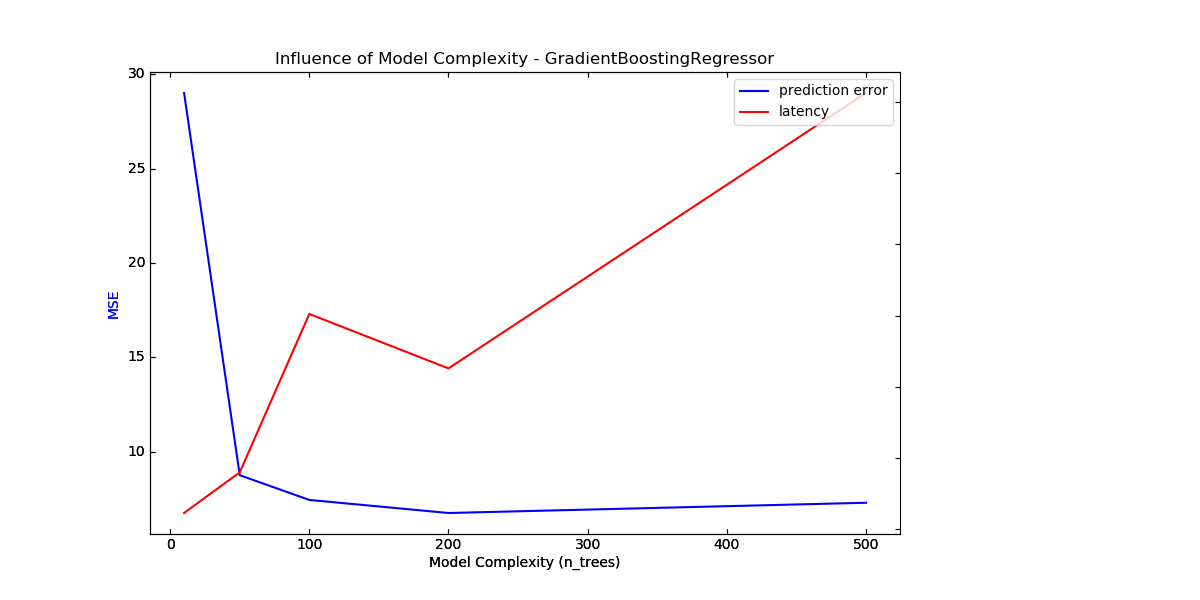 Influence of Model Complexity - GradientBoostingRegressor
prediction error
latency
30
25
20
15
10
MSE
0 100 200 300 400 500
Model Complexity (n_trees)